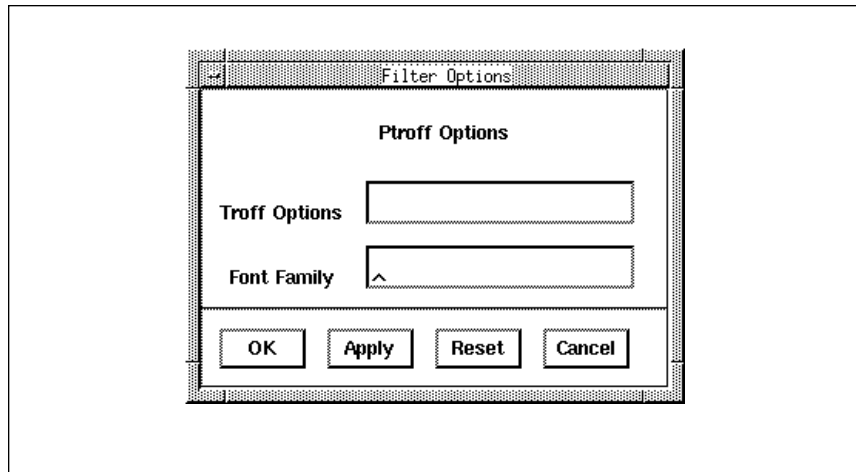 Filter Options
Ptroff Options
Troff Options
Font Family
OK Apply Reset Cancel